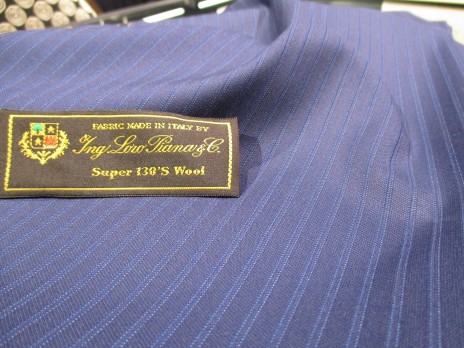 FABRIC MADE IN ITALY BY
Ing. Loro Piana & C.
Super 130'S Wool